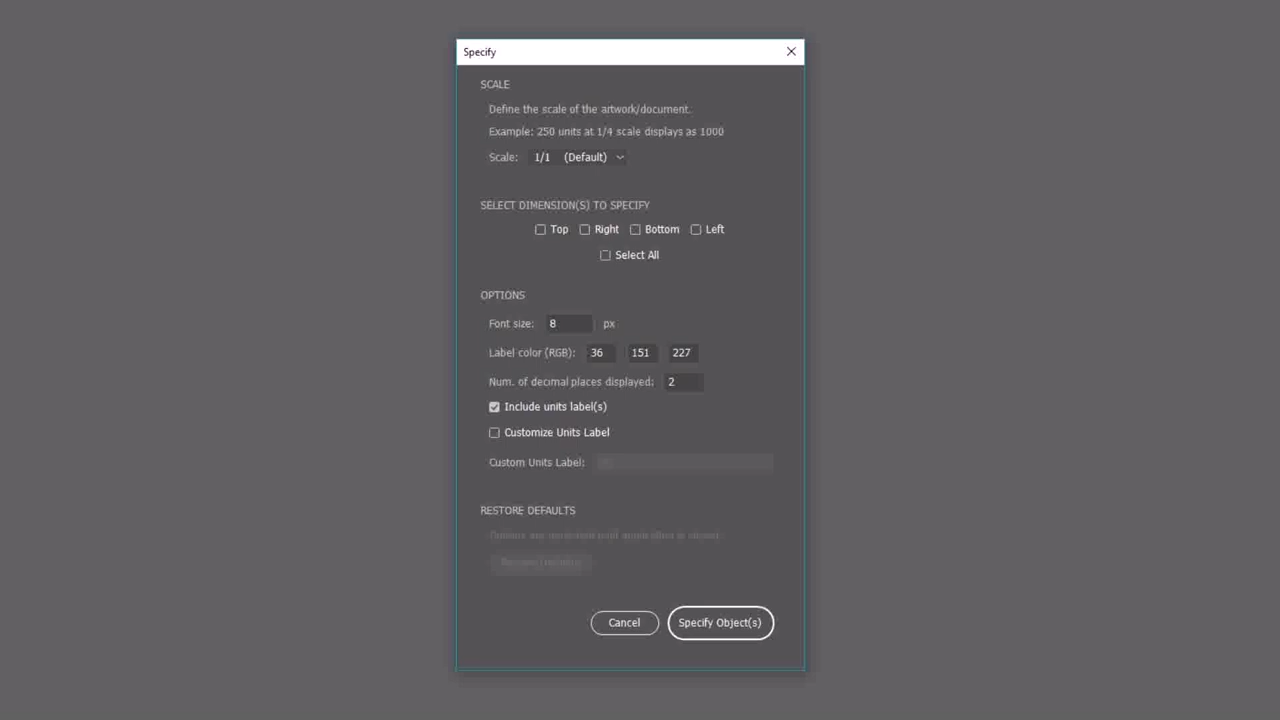 Specify
SCALE
Define the scale of the artwork/document.
Example: 250 units at 1/4 scale displays as 1000
Scale: 1/1 (Default)
SELECT DIMENSION(S) TO SPECIFY
Top Right Bottom Left
Select All
OPTIONS
Font size: 8 px
Label color (RGB): 36 151 227
Num. of decimal places displayed: 2
Include units label(s)
Customize Units Label
Custom Units Label:
RESTORE DEFAULTS
Cancel Specify Object(s)